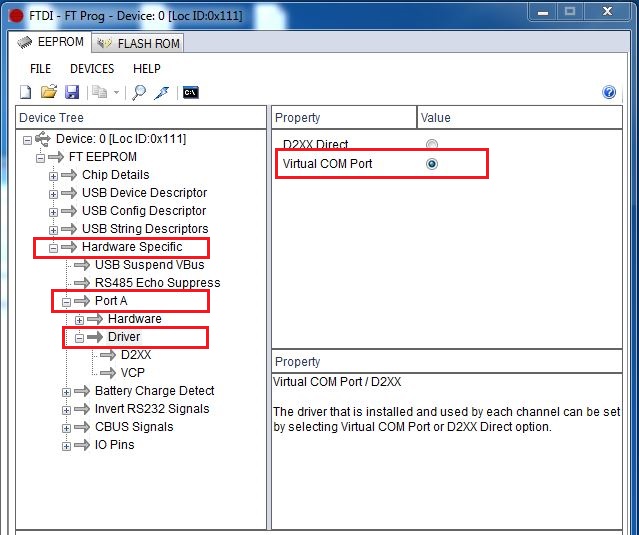 FTDI - FT Prog - Device: 0 [Loc ID:0x111]
EEPROM
FLASH ROM
FILE DEVICES HELP
Device Tree
Device: 0 [Loc ID:0x111]
FT EEPROM
Chip Details
USB Device Descriptor
USB Config Descriptor
USB String Descriptors
Hardware Specific
USB Suspend VBus
RS485 Echo Suppress
Port A
Hardware
Driver
D2XX
VCP
Battery Charge Detect
Invert RS232 Signals
CBUS Signals
IO Pins
Property Value
D2XX Direct
Virtual COM Port
Property
Virtual COM Port / D2XX
The driver that is installed and used by each channel can be set
by selecting Virtual COM Port or D2XX Direct option.